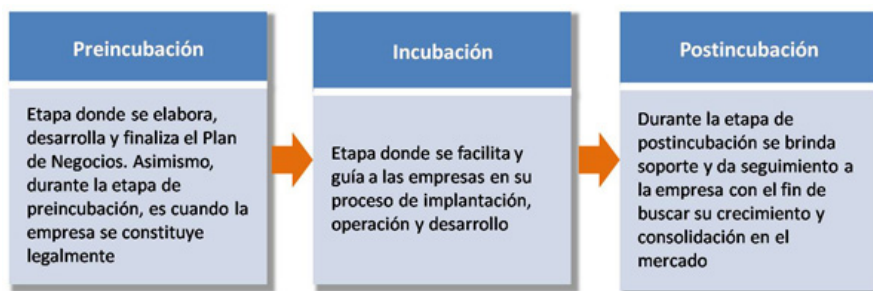 Preincubación
Etapa donde se elabora,
desarrolla y finaliza el Plan
de Negocios. Asimismo,
durante la etapa de
preincubación, es cuando la
empresa se constituye
legalmente
Incubación
Etapa donde se facilita y
guía a las empresas en su
proceso de implantación,
operación y desarrollo
Postincubación
Durante la etapa de
postincubación se brinda
soporte y da seguimiento a
la empresa con el fin de
buscar su crecimiento y
consolidación en el
mercado